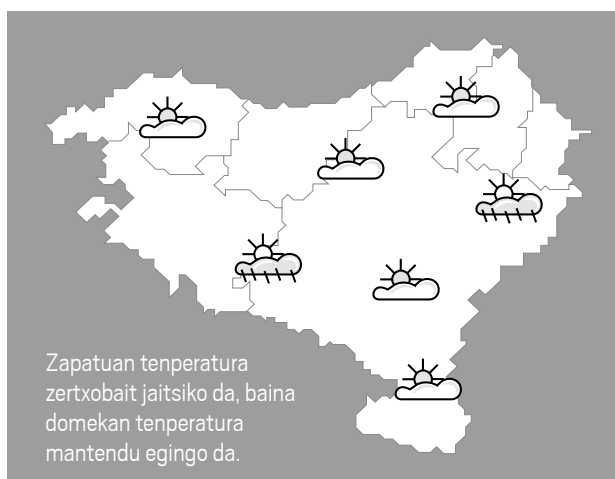 Zapatuan tenperatura
zertxobait jaitsiko da, baina
domekan tenperatura
mantendu egingo da.